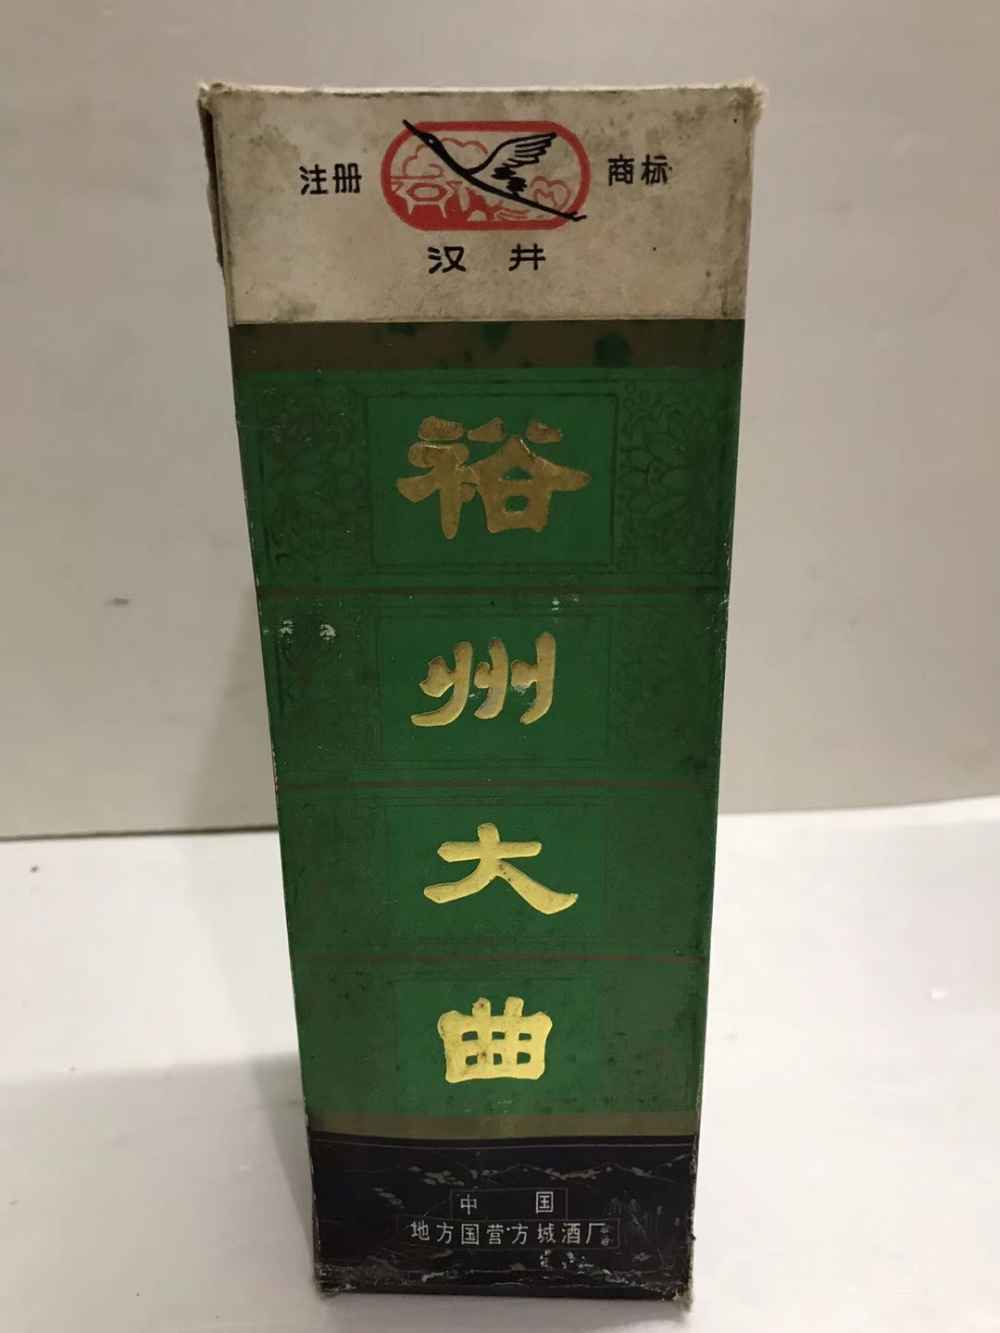 注册 商标
汉井
裕
州
大
曲
中国
地方国营方城酒厂